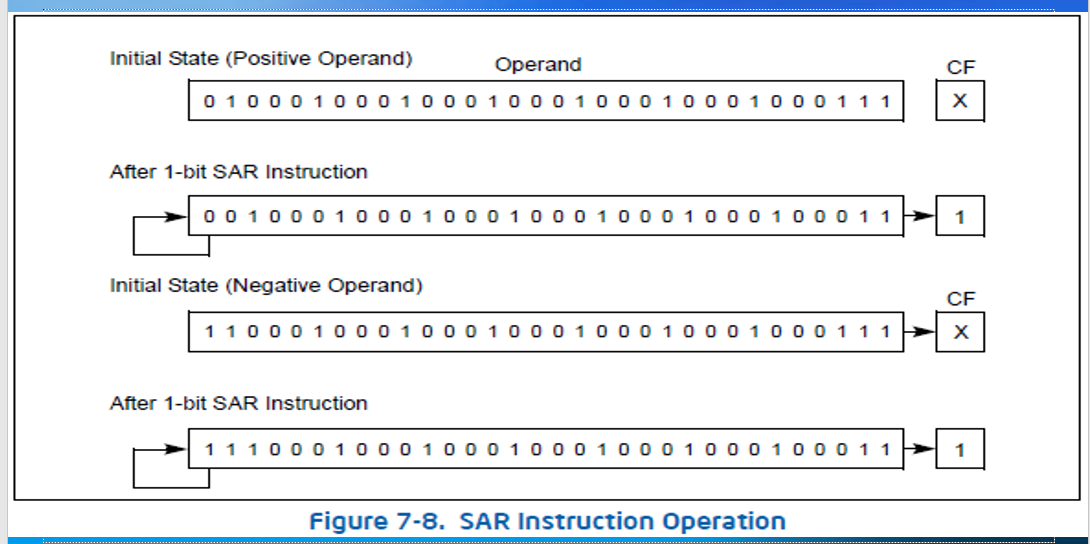 Initial State (Positive Operand) Operand CF
0 1 0 0 0 1 0 0 0 1 0 0 0 1 0 0 0 1 0 0 0 1 0 0 0 1 0 0 0 1 1 1 X
After 1-bit SAR Instruction
0 0 1 0 0 0 1 0 0 0 1 0 0 0 1 0 0 0 1 0 0 0 1 0 0 0 1 0 0 0 1 1 1
Initial State (Negative Operand) CF
1 1 0 0 0 1 0 0 0 1 0 0 0 1 0 0 0 1 0 0 0 1 0 0 0 1 0 0 0 1 1 1 X
After 1-bit SAR Instruction
1 1 1 0 0 0 1 0 0 0 1 0 0 0 1 0 0 0 1 0 0 0 1 0 0 0 1 0 0 0 1 1 1
Figure 7-8. SAR Instruction Operation